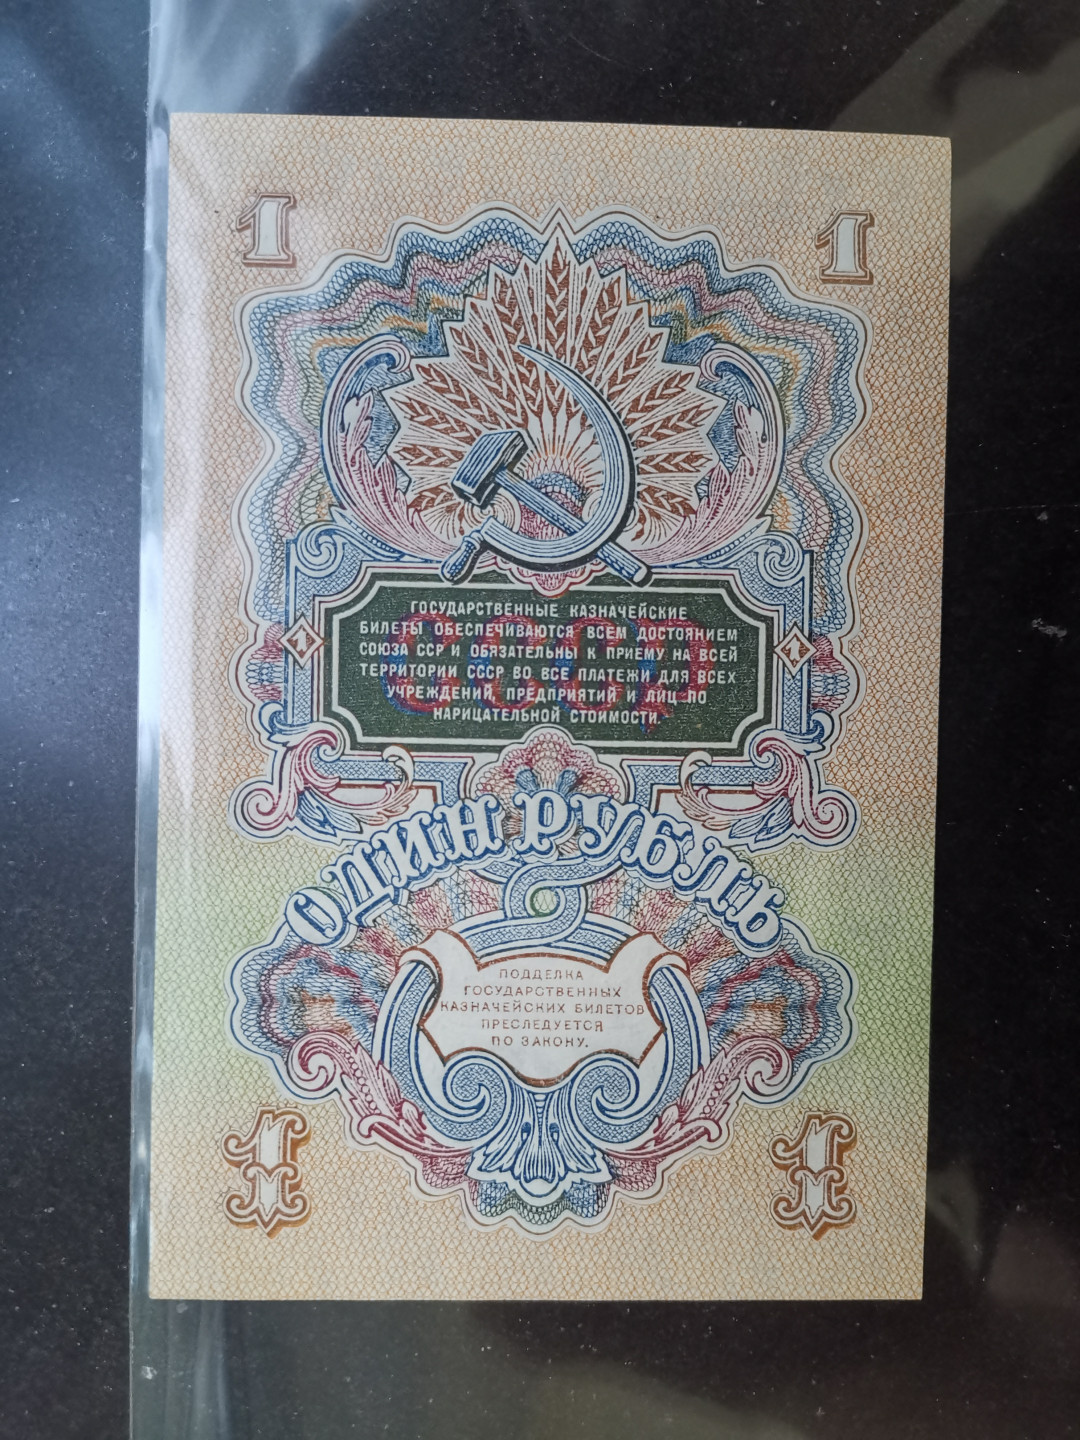 1 1
ГОСУДАРСТВЕННЫЕ КАЗНАЧЕЙСКИЕ
БИЛЕТЫ ОБЕСПЕЧИВАЮТСЯ ВСЕМ ДОСТОЯНИЕМ
СОЮЗА ССР И ОБЯЗАТЕЛЬНЫ К ПРИЕМУ НА ВСЕЙ
ТЕРРИТОРИИ СССР ВО ВСЕ ПЛАТЕЖИ ДЛЯ ВСЕХ
УЧРЕЖДЕНИЙ, ПРЕДПРИЯТИЙ И ЛИЦ ПО
НАРИЦАТЕЛЬНОЙ СТОИМОСТИ.
СССР
1 1
ОДИН РУБЛЬ
ПОДДЕЛКА
ГОСУДАРСТВЕННЫХ
КАЗНАЧЕЙСКИХ БИЛЕТОВ
ПРЕСЛЕДУЕТСЯ
ПО ЗАКОНУ.
1 1